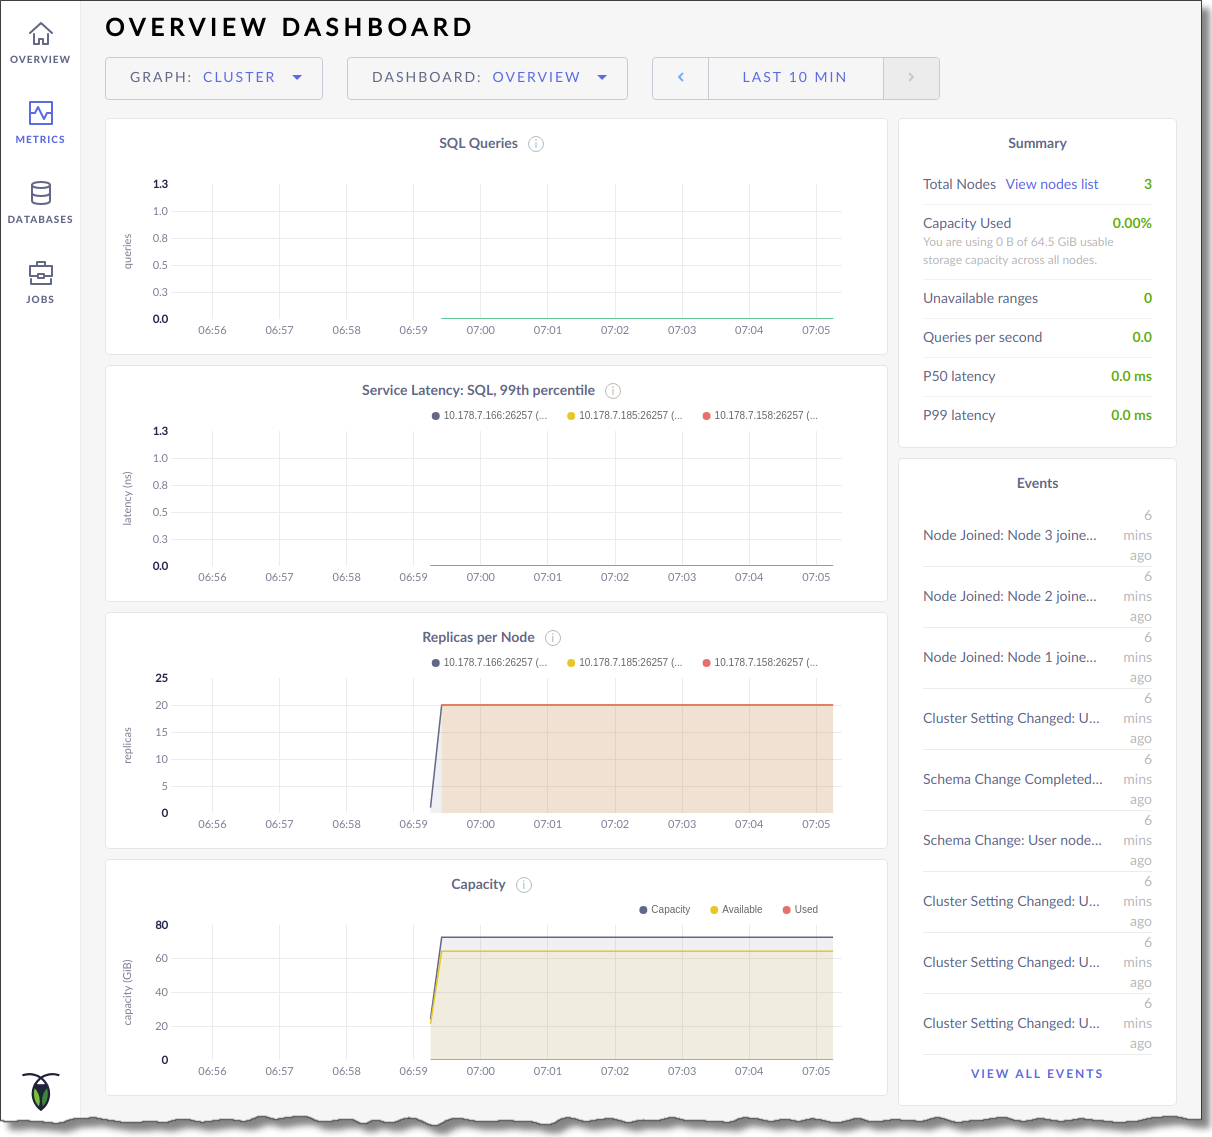 OVERVIEW DASHBOARD
OVERVIEW
METRICS
DATABASES
JOBS
GRAPH: CLUSTER
DASHBOARD: OVERVIEW
LAST 10 MIN
SQL Queries
queries
1.3
1.0
0.8
0.5
0.3
0.0
06:56 06:57 06:58 06:59 07:00 07:01 07:02 07:03 07:04 07:05
Service Latency: SQL, 99th percentile
10.178.7.166:26257 (... 10.178.7.185:26257 (... 10.178.7.158:26257 (...
latency (ns)
1.3
1.0
0.8
0.5
0.3
0.0
06:56 06:57 06:58 06:59 07:00 07:01 07:02 07:03 07:04 07:05
Replicas per Node
10.178.7.166:26257 (... 10.178.7.185:26257 (... 10.178.7.158:26257 (...
replicas
25
20
15
10
5
0
06:56 06:57 06:58 06:59 07:00 07:01 07:02 07:03 07:04 07:05
Capacity
Capacity Available Used
capacity (GiB)
80
60
40
20
0
06:56 06:57 06:58 06:59 07:00 07:01 07:02 07:03 07:04 07:05
Summary
Total Nodes View nodes list 3
Capacity Used 0.00%
You are using 0 B of 64.5 GiB usable
storage capacity across all nodes.
Unavailable ranges 0
Queries per second 0.0
P50 latency 0.0 ms
P99 latency 0.0 ms
Events
Node Joined: Node 3 joine... 6 mins ago
Node Joined: Node 2 joine... 6 mins ago
Node Joined: Node 1 joine... 6 mins ago
Cluster Setting Changed: U... 6 mins ago
Schema Change Completed... 6 mins ago
Schema Change: User node... 6 mins ago
Cluster Setting Changed: U... 6 mins ago
Cluster Setting Changed: U... 6 mins ago
Cluster Setting Changed: U... 6 mins ago
VIEW ALL EVENTS